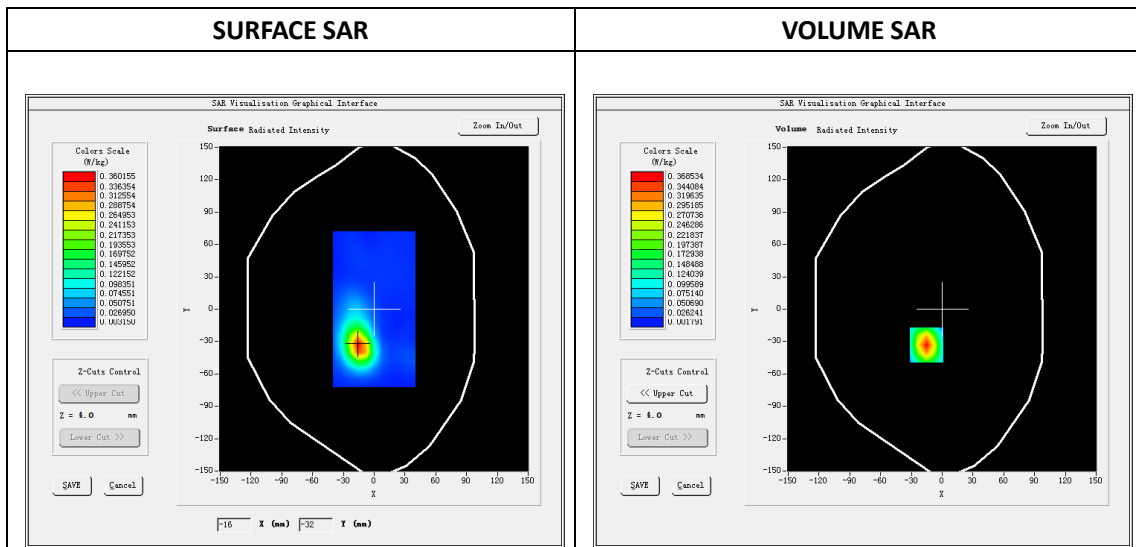 SURFACE SAR
VOLUME SAR
SAR Visualisation Graphical Interface
Surface Radiated Intensity
Zoom In/Out
Colors Scale
(W/kg)
0.360155
0.336354
0.312554
0.288754
0.264953
0.241153
0.217353
0.193553
0.169752
0.145952
0.122152
0.098351
0.074551
0.050751
0.026950
0.003150
150
120
90
60
30
0
-30
-60
-90
-120
-150
Y
-150 -120 -90 -60 -30 0 30 60 90 120 150
X
Z-Cuts Control
<< Upper Cut
Z = 4.0 mm
Lower Cut >>
SAVE Cancel
-16 X (mm) -32 Y (mm)
SAR Visualisation Graphical Interface
Volume Radiated Intensity
Zoom In/Out
Colors Scale
(W/kg)
0.368534
0.344084
0.319635
0.295185
0.270736
0.246286
0.221837
0.197387
0.172938
0.148488
0.124039
0.099589
0.075140
0.050690
0.026241
0.001791
150
120
90
60
30
0
-30
-60
-90
-120
-150
Y
-150 -120 -90 -60 -30 0 30 60 90 120 150
X
Z-Cuts Control
<< Upper Cut
Z = 4.0 mm
Lower Cut >>
SAVE Cancel